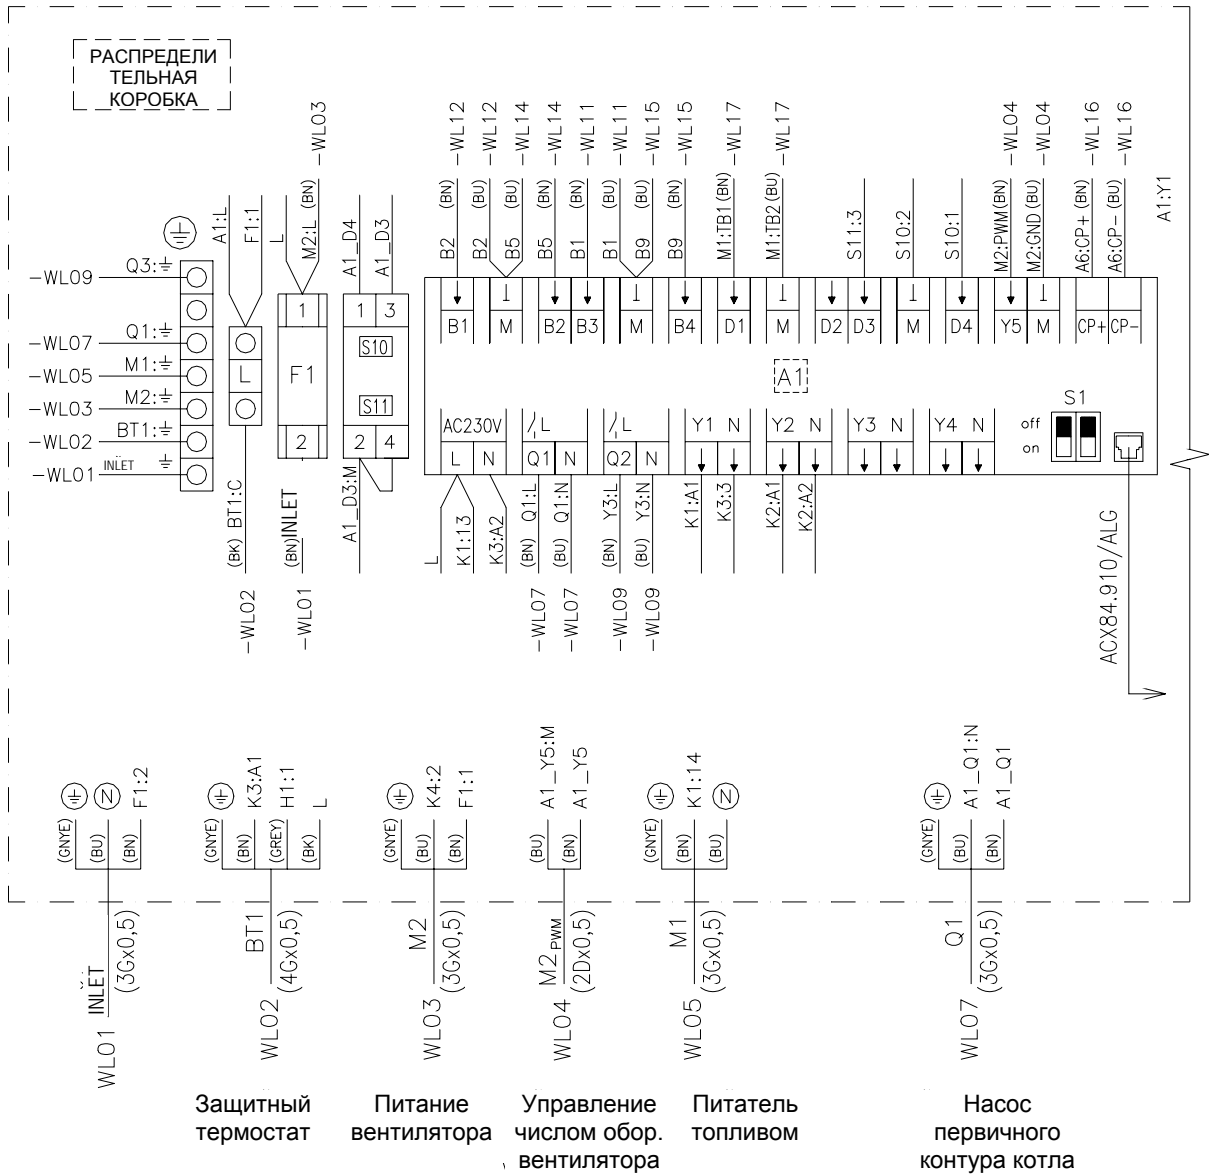 РАСПРЕДЕЛИ
ТЕЛЬНАЯ
КОРОБКА
A1:L
F1:1
L
M2:L (BN) -WL03
A1_D4
A1_D3
B2 (BN) -WL12
B2 (BU) -WL12
B5 (BU) -WL14
B5 (BN) -WL14
B1 (BN) -WL11
B1 (BU) -WL11
B9 (BU) -WL15
B9 (BN) -WL15
M1:TB1 (BN) -WL17
M1:TB2 (BU) -WL17
S11:3
S10:2
S10:1
M2:PWM (BN) -WL04
M2:GND (BU) -WL04
A6:CP+ (BN) -WL16
A6:CP- (BU) -WL16
A1:Y1
-WL09 Q3:
-WL07 Q1:
-WL05 M1:
-WL03 M2:
-WL02 BT1:
-WL01 INLET
L
1
F1
2
1 3
S10
S11
2 4
B1 M B2 B3 M B4 D1 M D2 D3 M D4 Y5 M CP+ CP-
A1
S1
off
on
AC230V
L N
L
Q1 N
L
Q2 N
Y1 N
Y2 N
Y3 N
Y4 N
(BK) BT1:C
-WL02
(BN) INLET
-WL01
A1_D3:M
L
K1:13
K3:A2
(BN) Q1:L
-WL07
(BU) Q1:N
-WL07
(BN) Y3:L
-WL09
(BU) Y3:N
-WL09
K1:A1
K3:3
K2:A1
K2:A2
ACX84.910/ALG
(GNYE)
(BU) N
(BN) F1:2
WL01 INLET
(3Gx0,5)
(GNYE)
(BN) K3:A1
(GREY) H1:1
(BK) L
WL02 BT1
(4Gx0,5)
(GNYE)
(BU) K4:2
(BN) F1:1
WL03 M2
(3Gx0,5)
(BU) A1_Y5:M
(BN) A1_Y5
WL04 M2PWM
(2Dx0,5)
(GNYE)
(BN) K1:14
(BU) N
WL05 M1
(3Gx0,5)
(GNYE)
(BU) A1_Q1:N
(BN) A1_Q1
WL07 Q1
(3Gx0,5)
Защитный
термостат
Питание
вентилятора
Управление
числом обор.
вентилятора
Питатель
топливом
Насос
первичного
контура котла